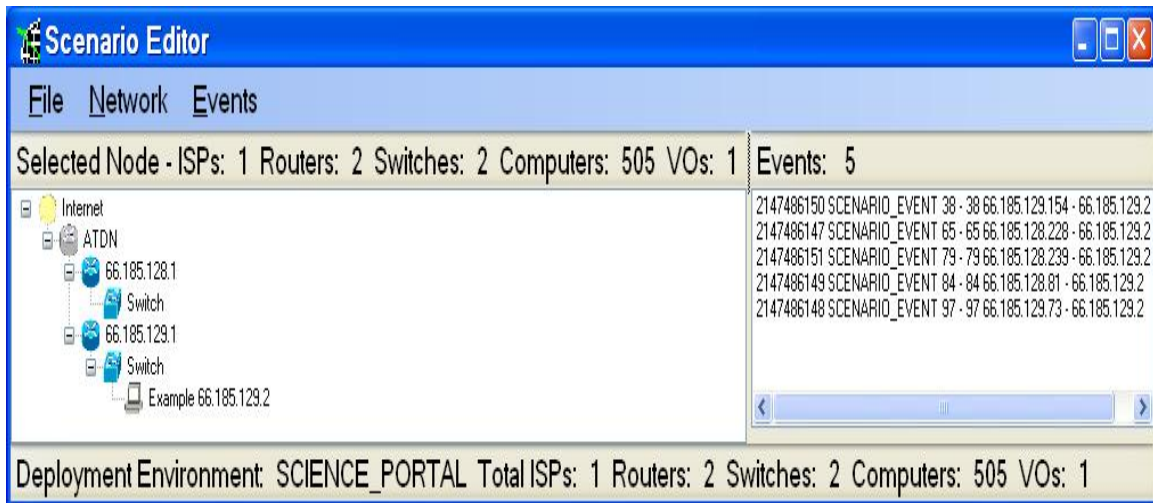 Scenario Editor
File Network Events
Selected Node - ISPs: 1 Routers: 2 Switches: 2 Computers: 505 VOs: 1
Events: 5
Internet
ATDN
66.185.128.1
Switch
66.185.129.1
Switch
Example 66.185.129.2
2147486150 SCENARIO_EVENT 38 - 38 66.185.129.154 - 66.185.129.2
2147486147 SCENARIO_EVENT 65 - 65 66.185.128.228 - 66.185.129.2
2147486151 SCENARIO_EVENT 79 - 79 66.185.128.239 - 66.185.129.2
2147486149 SCENARIO_EVENT 84 - 84 66.185.128.81 - 66.185.129.2
2147486148 SCENARIO_EVENT 97 - 97 66.185.129.73 - 66.185.129.2
Deployment Environment: SCIENCE_PORTAL Total ISPs: 1 Routers: 2 Switches: 2 Computers: 505 VOs: 1